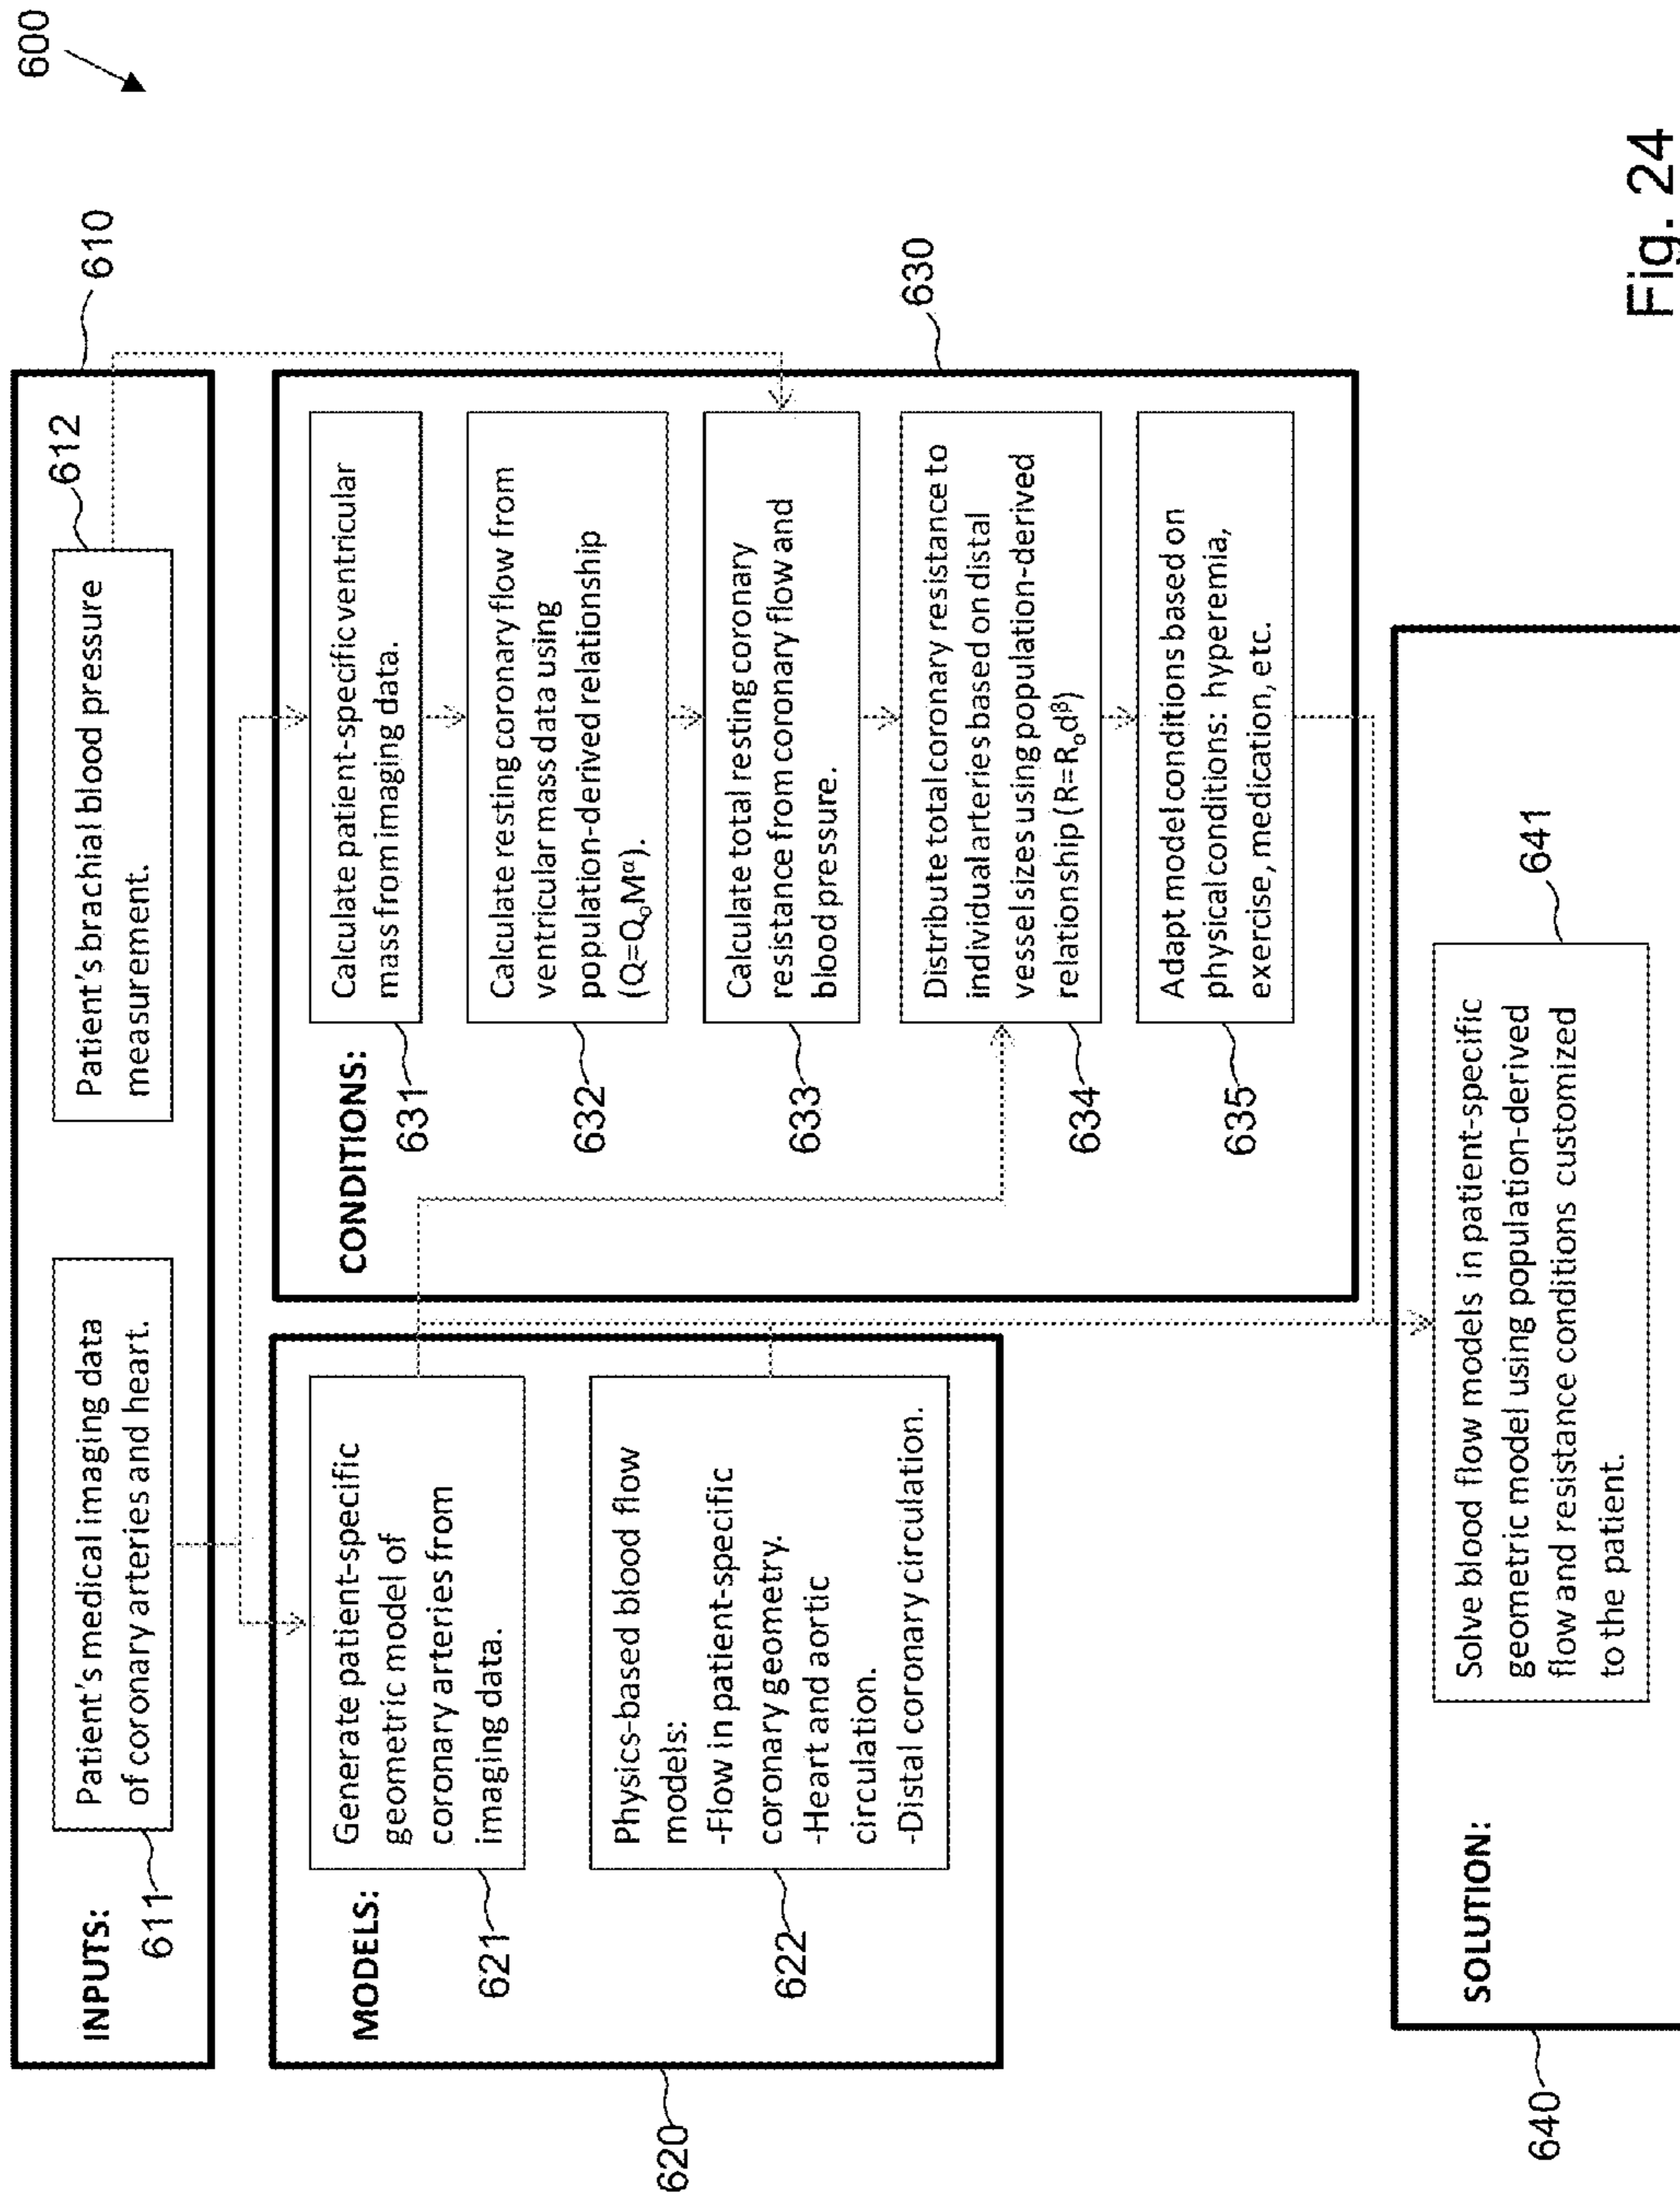 600
610
INPUTS:
611
Patient's medical imaging data
of coronary arteries and heart.
612
Patient's brachial blood pressure
measurement.
620
MODELS:
621
Generate patient-specific
geometric model of
coronary arteries from
imaging data.
622
Physics-based blood flow
models:
-Flow in patient-specific
coronary geometry.
-Heart and aortic
circulation.
-Distal coronary circulation.
630
CONDITIONS:
631
Calculate patient-specific ventricular
mass from imaging data.
632
Calculate resting coronary flow from
ventricular mass data using
population-derived relationship
(Q=QₒM^α).
633
Calculate total resting coronary
resistance from coronary flow and
blood pressure.
634
Distribute total coronary resistance to
individual arteries based on distal
vessel sizes using population-derived
relationship (R=Rₒd^β)
635
Adapt model conditions based on
physical conditions: hyperemia,
exercise, medication, etc.
640
SOLUTION:
641
Solve blood flow models in patient-specific
geometric model using population-derived
flow and resistance conditions customized
to the patient.
Fig. 24